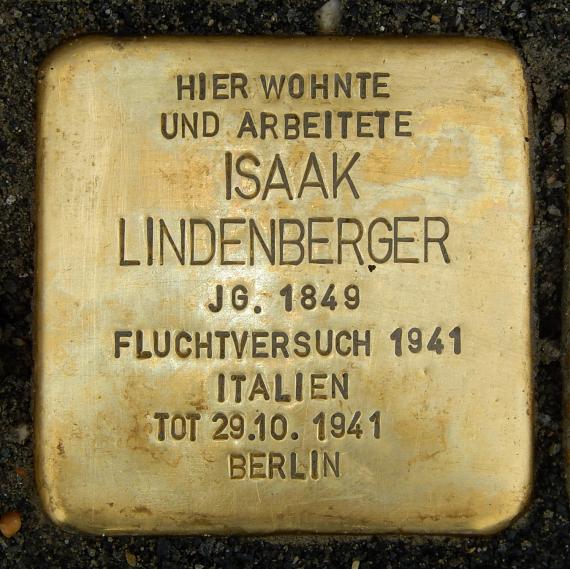 HIER WOHNTE
UND ARBEITETE
ISAAK
LINDENBERGER
JG. 1849
FLUCHTVERSUCH 1941
ITALIEN
TOT 29.10. 1941
BERLIN